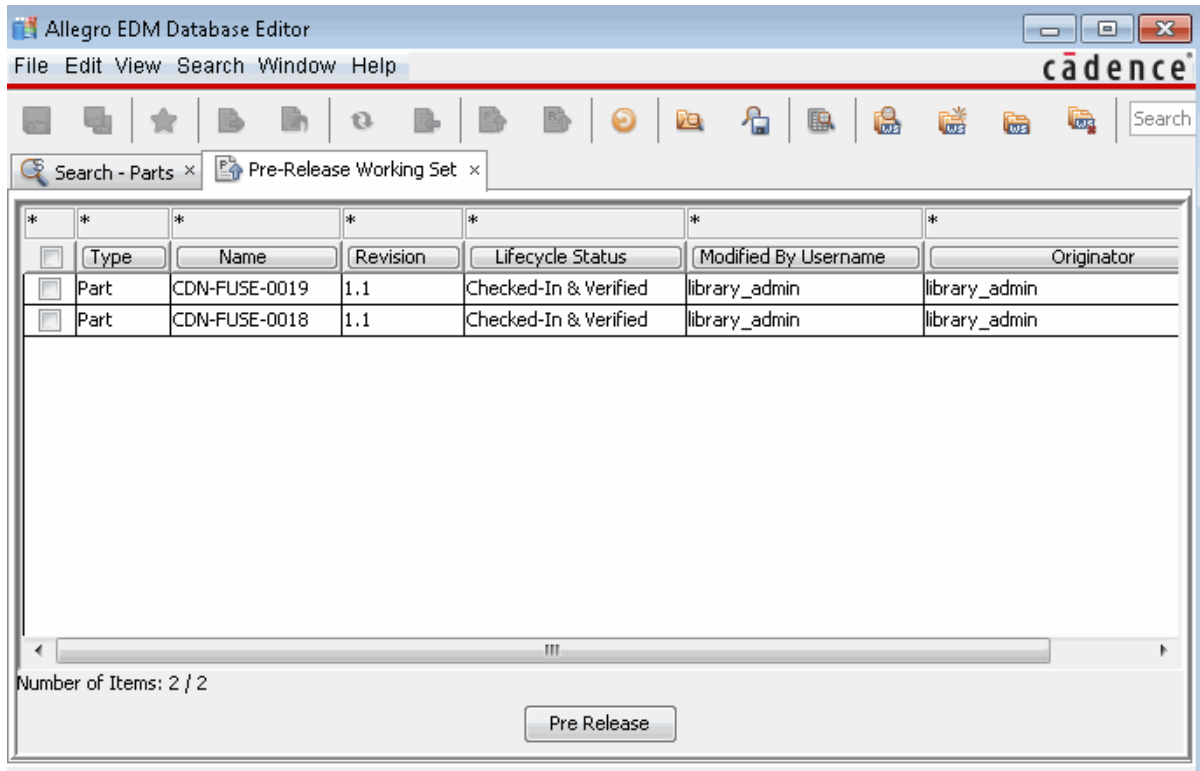 Allegro EDM Database Editor
File Edit View Search Window Help
cādence
Search
Search - Parts × Pre-Release Working Set ×
* * * * * * *
Type Name Revision Lifecycle Status Modified By Username Originator
Part CDN-FUSE-0019 1.1 Checked-In & Verified library_admin library_admin
Part CDN-FUSE-0018 1.1 Checked-In & Verified library_admin library_admin
Number of Items: 2 / 2
Pre Release